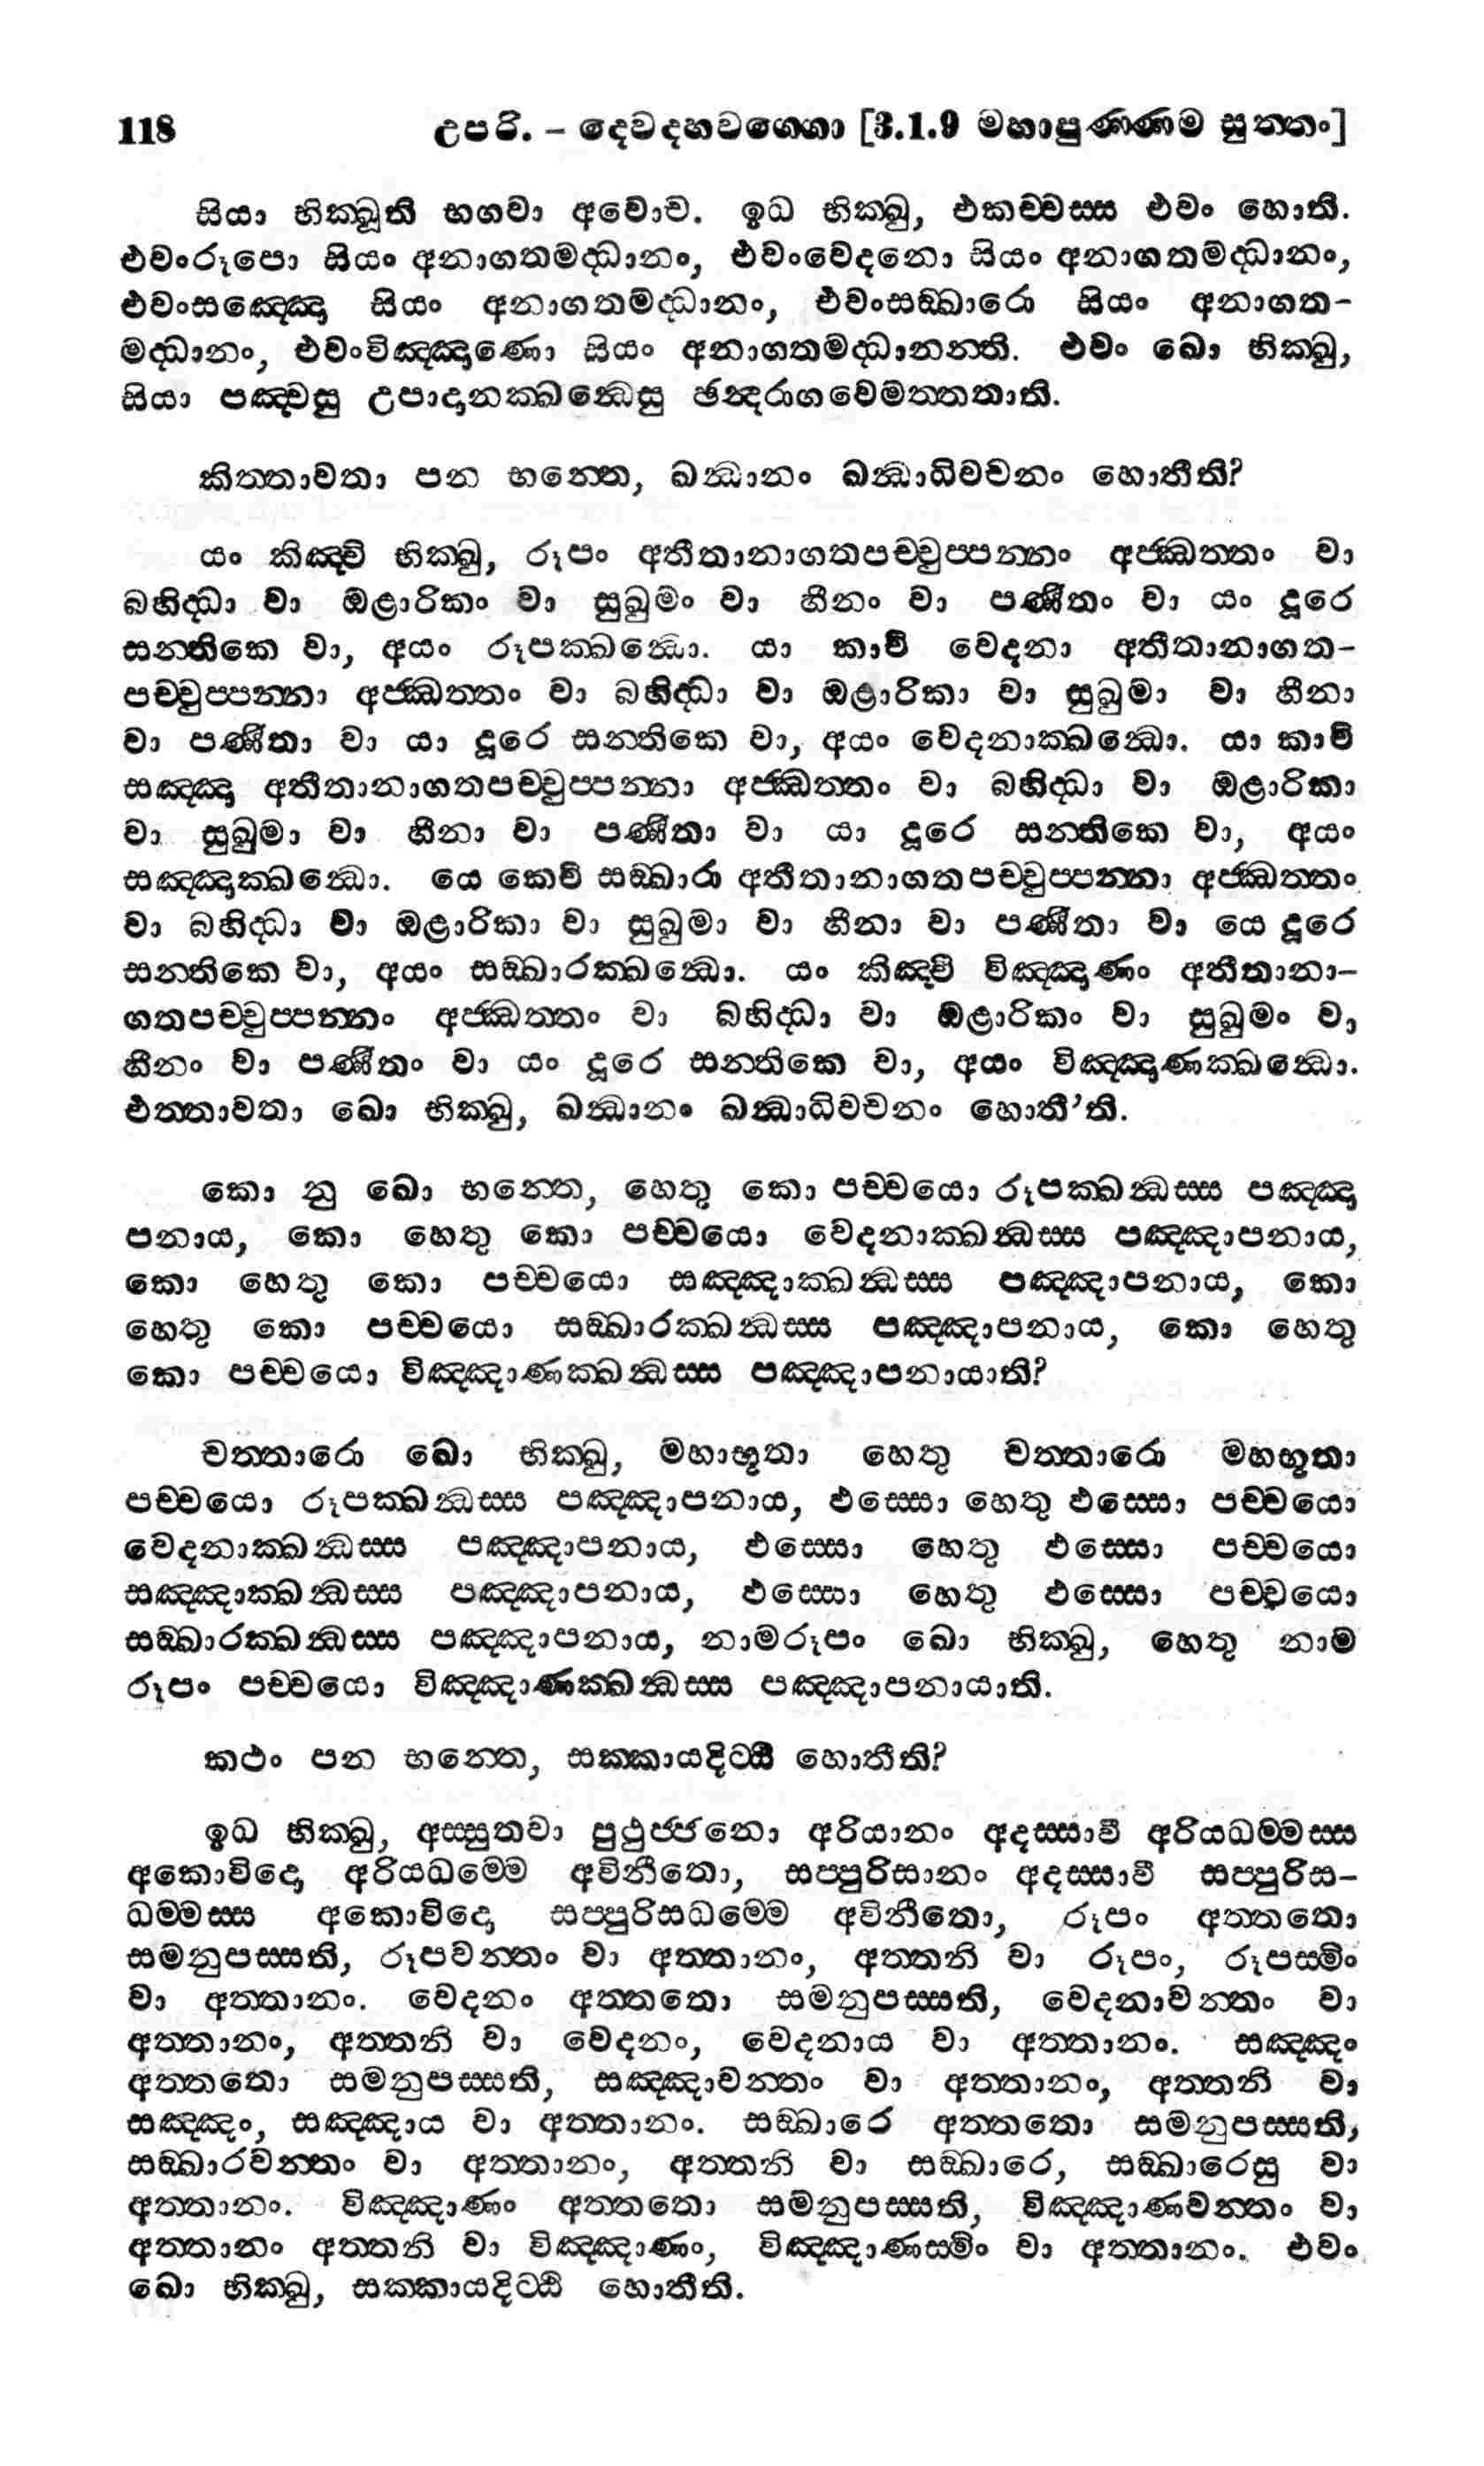 118 උපරි. – දෙවදහවග්ගො [3.1.9 මහාපුණ්ණම සුත්තං]
සියා භික්ඛූති භගවා අවොච. ඉධ භික්ඛු, එකච්චස්ස එවං හොති.
එවංරූපො සියං අනාගතමද්ධානං, එවංවෙදනො සියං අනාගතමද්ධානං,
එවංසඤ්ඤො සියං අනාගතමද්ධානං, එවංසඞ්ඛාරො සියං අනාගත–
මද්ධානං, එවංවිඤ්ඤාණො සියං අනාගතමද්ධානන්ති. එවං ඛො භික්ඛු,
සියා පඤ්චසු උපාදානක්ඛන්ධෙසු ඡන්දරාගවෙමත්තතාති.
කිත්තාවතා පන භන්තෙ, ඛන්ධානං ඛන්ධාධිවචනං හොතීති?
යං කිඤ්චි භික්ඛු, රූපං අතීතානාගතපච්චුප්පන්නං අජ්ඣත්තං වා
බහිද්ධා වා ඔළාරිකං වා සුඛුමං වා හීනං වා පණීතං වා යං දූරෙ
සන්තිකෙ වා, අයං රූපක්ඛන්ධො. යා කාචි වෙදනා අතීතානාගත–
පච්චුප්පන්නා අජ්ඣත්තං වා බහිද්ධා වා ඔළාරිකා වා සුඛුමා වා හීනා
වා පණීතා වා යා දූරෙ සන්තිකෙ වා, අයං වෙදනාක්ඛන්ධො. යා කාචි
සඤ්ඤා අතීතානාගතපච්චුප්පන්නා අජ්ඣත්තං වා බහිද්ධා වා ඔළාරිකා
වා සුඛුමා වා හීනා වා පණීතා වා යා දූරෙ සන්තිකෙ වා, අයං
සඤ්ඤාක්ඛන්ධො. යෙ කෙචි සඞ්ඛාරා අතීතානාගතපච්චුප්පන්නා අජ්ඣත්තං
වා බහිද්ධා වා ඔළාරිකා වා සුඛුමා වා හීනා වා පණීතා වා යෙ දූරෙ
සන්තිකෙ වා, අයං සඞ්ඛාරක්ඛන්ධො. යං කිඤ්චි විඤ්ඤාණං අතීතානා–
ගතපච්චුප්පන්නං අජ්ඣත්තං වා බහිද්ධා වා ඔළාරිකං වා සුඛුමං වා
හීනං වා පණීතං වා යං දූරෙ සන්තිකෙ වා, අයං විඤ්ඤාණක්ඛන්ධො.
එත්තාවතා ඛො භික්ඛු, ඛන්ධානං ඛන්ධාධිවචනං හොතී'ති.
කො නු ඛො භන්තෙ, හෙතු කො පච්චයො රූපක්ඛන්ධස්ස පඤ්ඤා
පනාය, කො හෙතු කො පච්චයො වෙදනාක්ඛන්ධස්ස පඤ්ඤාපනාය,
කො හෙතු කො පච්චයො සඤ්ඤාක්ඛන්ධස්ස පඤ්ඤාපනාය, කො
හෙතු කො පච්චයො සඞ්ඛාරක්ඛන්ධස්ස පඤ්ඤාපනාය, කො හෙතු
කො පච්චයො විඤ්ඤාණක්ඛන්ධස්ස පඤ්ඤාපනායාති?
චත්තාරො ඛො භික්ඛු, මහාභූතා හෙතු චත්තාරො මහභූතා
පච්චයො රූපක්ඛන්ධස්ස පඤ්ඤාපනාය, ඵස්සො හෙතු ඵස්සො පච්චයො
වෙදනාක්ඛන්ධස්ස පඤ්ඤාපනාය, ඵස්සො හෙතු ඵස්සො පච්චයො
සඤ්ඤාක්ඛන්ධස්ස පඤ්ඤාපනාය, ඵස්සො හෙතු ඵස්සො පච්චයො
සඞ්ඛාරක්ඛන්ධස්ස පඤ්ඤාපනාය, නාමරූපං ඛො භික්ඛු, හෙතු නාම
රූපං පච්චයො විඤ්ඤාණක්ඛන්ධස්ස පඤ්ඤාපනායාති.
කථං පන භන්තෙ, සක්කායදිට්ඨී හොතීති?
ඉධ භික්ඛු, අස්සුතවා පුථුජ්ජනො අරියානං අදස්සාවී අරියධම්මස්ස
අකොවිදො අරියධම්මෙ අවිනීතො, සප්පුරිසානං අදස්සාවී සප්පුරිස–
ධම්මස්ස අකොවිදො සප්පුරිසධම්මෙ අවිනීතො, රූපං අත්තතො
සමනුපස්සති, රූපවන්තං වා අත්තානං, අත්තනි වා රූපං, රූපස්මිං
වා අත්තානං. වෙදනං අත්තතො සමනුපස්සති, වෙදනාවන්තං වා
අත්තානං, අත්තනි වා වෙදනං, වෙදනාය වා අත්තානං. සඤ්ඤං
අත්තතො සමනුපස්සති, සඤ්ඤාවන්තං වා අත්තානං, අත්තනි වා
සඤ්ඤං, සඤ්ඤාය වා අත්තානං. සඞ්ඛාරෙ අත්තතො සමනුපස්සති,
සඞ්ඛාරවන්තං වා අත්තානං, අත්තනි වා සඞ්ඛාරෙ, සඞ්ඛාරෙසු වා
අත්තානං. විඤ්ඤාණං අත්තතො සමනුපස්සති, විඤ්ඤාණවන්තං වා
අත්තානං අත්තනි වා විඤ්ඤාණං, විඤ්ඤාණස්මිං වා අත්තානං. එවං
ඛො භික්ඛු, සක්කායදිට්ඨි හොතීති.